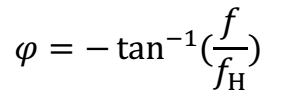 φ = − tan⁻¹(f/f_H)